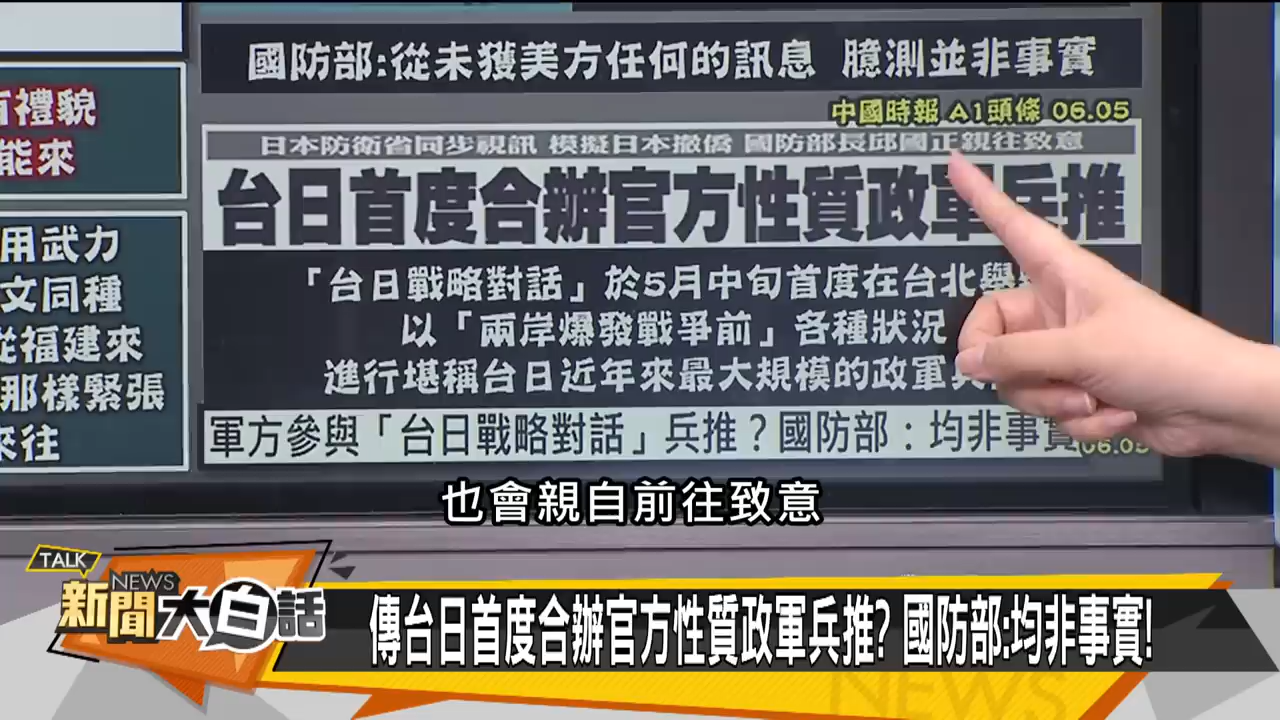 國防部:從未獲美方任何的訊息 臆測並非事實
中國時報 A1頭條 06.05
日本防衛省同步視訊 模擬日本撤僑 國防部長邱國正親往致意
台日首度合辦官方性質政軍兵推
「台日戰略對話」於5月中旬首度在台北舉
以「兩岸爆發戰爭前」各種狀況
進行堪稱台日近年來最大規模的政軍兵
軍方參與「台日戰略對話」兵推？國防部：均非事實 06.05
禮貌
能來
用武力
文同種
從福建來
那樣緊張
來往
也會親自前往致意
TALK
NEWS
新聞大白話
傳台日首度合辦官方性質政軍兵推? 國防部:均非事實!
NEWS